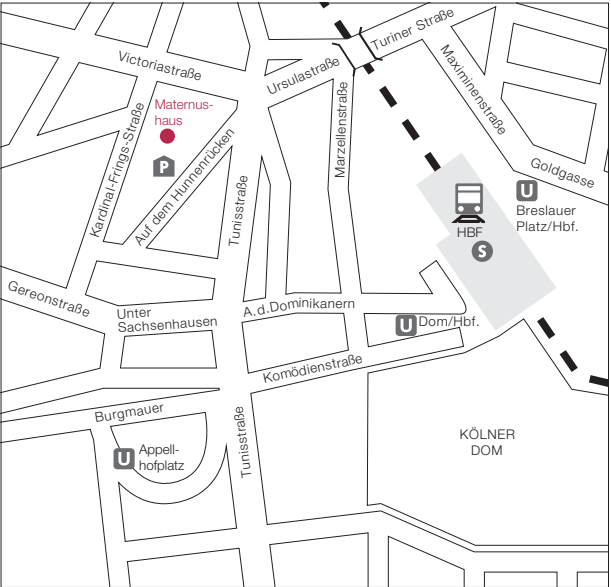 Turiner Straße
Victoriastraße
Ursulastraße
Maximinenstraße
Maternus-
haus
Marzellenstraße
Kardinal-Frings-Straße
P
Auf dem Hunnenrücken
Goldgasse
U
Breslauer
Platz/Hbf.
Tunisstraße
HBF
S
Gereonstraße
Unter
Sachsenhausen
A.d.Dominikanern
U Dom/Hbf.
Komödienstraße
Burgmauer
Tunisstraße
U Appell-
hofplatz
KÖLNER
DOM